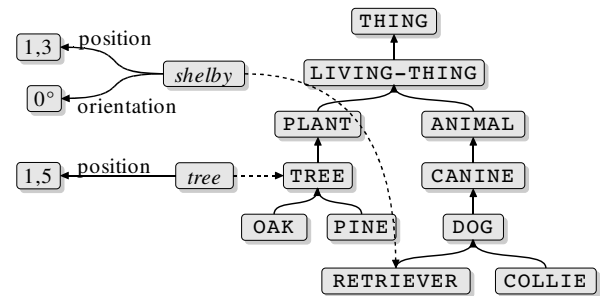 THING
position
1,3
shelby
LIVING-THING
0°
orientation
PLANT
ANIMAL
position
1,5
tree
TREE
CANINE
OAK
PINE
DOG
RETRIEVER
COLLIE